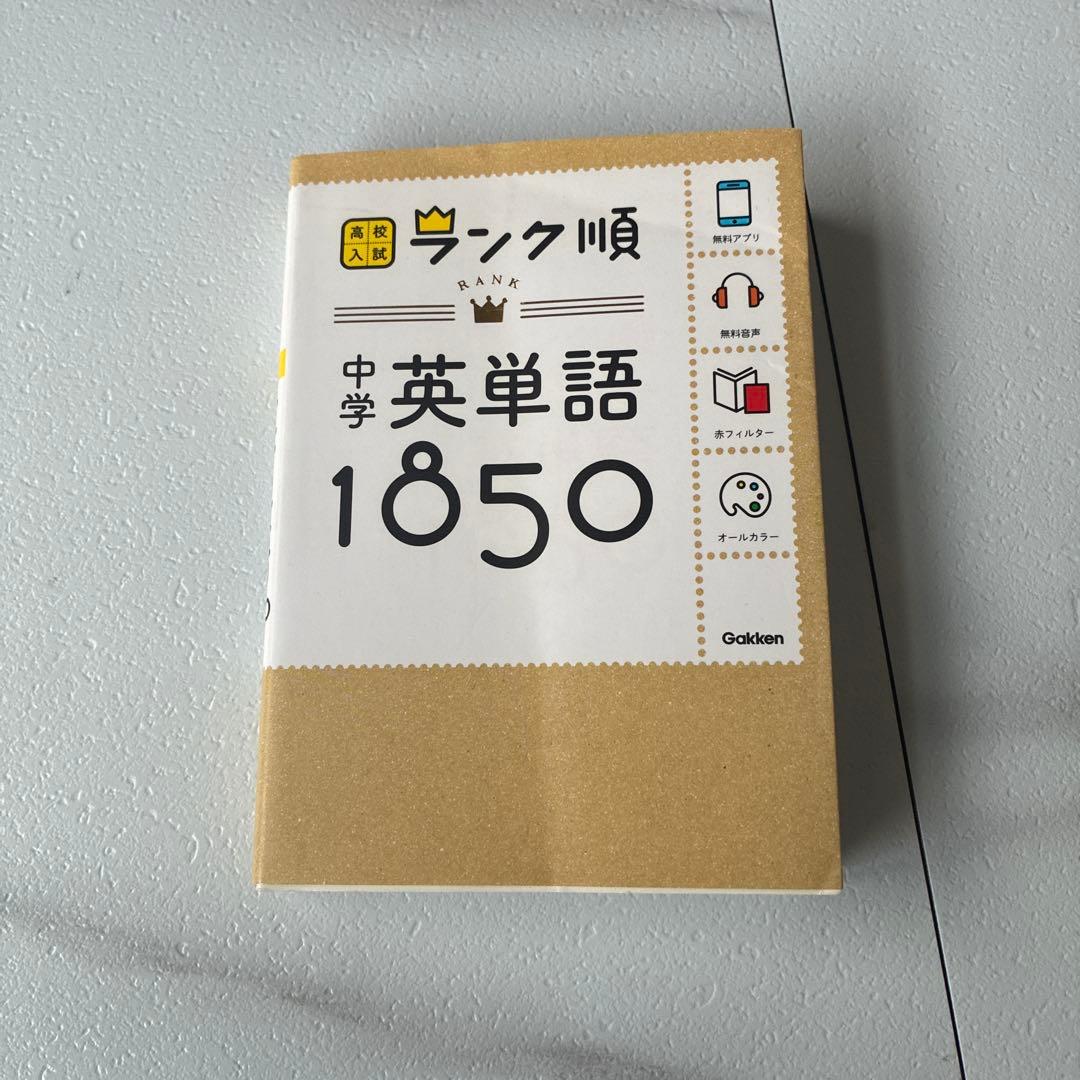 高校
入試
ランク順
RANK
中学
英単語
1850
無料アプリ
無料音声
赤フィルター
オールカラー
Gakken